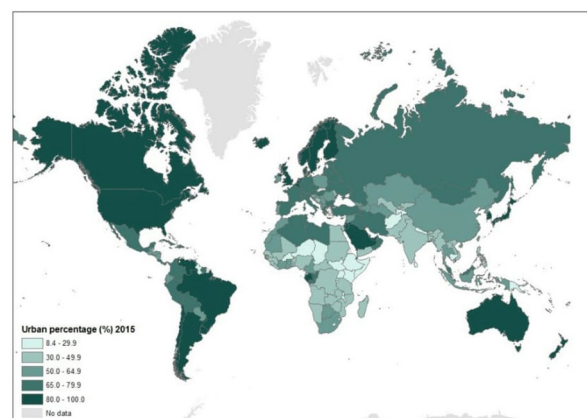 Urban percentage (%) 2015
8.4 - 29.9
30.0 - 49.9
50.0 - 64.9
65.0 - 79.9
80.0 - 100.0
No data